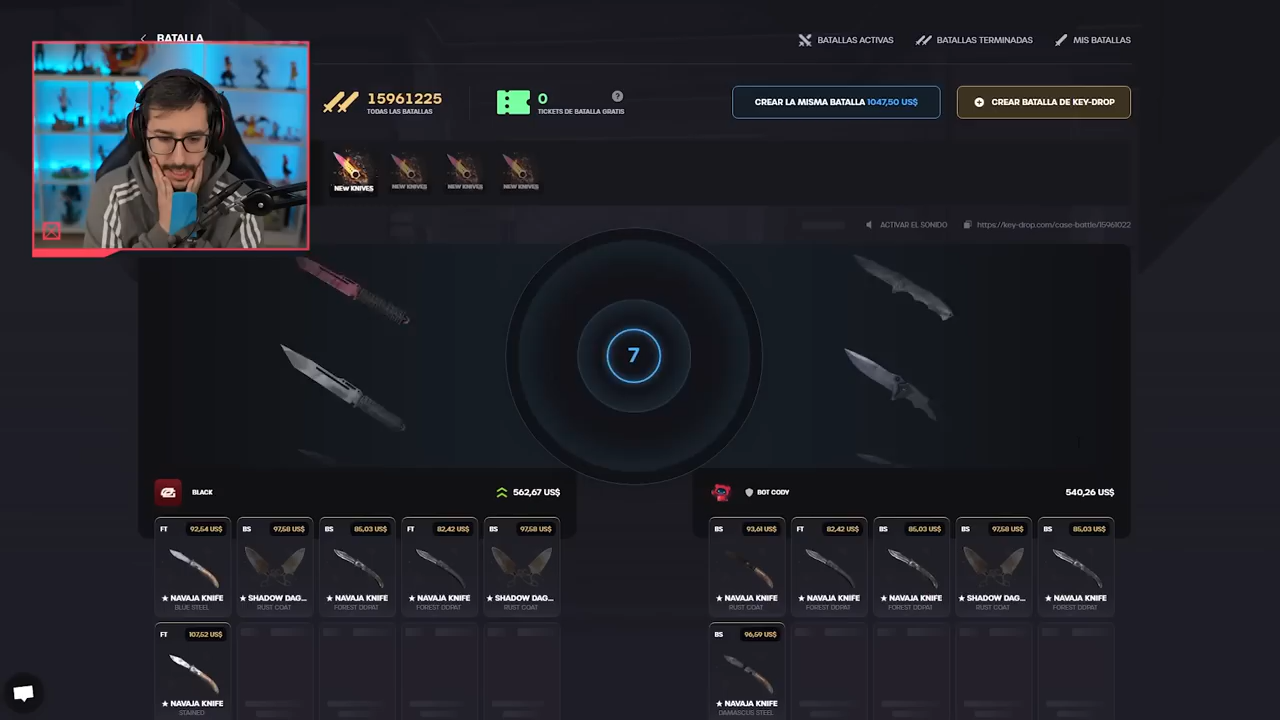 BATALLA
BATALLAS ACTIVAS
BATALLAS TERMINADAS
MIS BATALLAS
15961225
TODAS LAS BATALLAS
0
?
TICKETS DE BATALLA GRATIS
CREAR LA MISMA BATALLA 1047,50 US$
CREAR BATALLA DE KEY-DROP
NEW KNIVES
NEW KNIVES
NEW KNIVES
NEW KNIVES
ACTIVAR EL SONIDO
https://key-drop.com/case-battle/15961022
7
BLACK
562,67 US$
BOT CODY
540,26 US$
FT 92,54 US$
BS 97,58 US$
BS 85,03 US$
FT 82,42 US$
BS 97,58 US$
BS 93,61 US$
FT 82,42 US$
BS 85,03 US$
BS 97,58 US$
BS 85,03 US$
★ NAVAJA KNIFE
★ SHADOW DAG...
★ NAVAJA KNIFE
★ NAVAJA KNIFE
★ SHADOW DAG...
★ NAVAJA KNIFE
★ NAVAJA KNIFE
★ NAVAJA KNIFE
★ SHADOW DAG...
★ NAVAJA KNIFE
BLUE STEEL
RUST COAT
FOREST DDPAT
FOREST DDPAT
RUST COAT
RUST COAT
FOREST DDPAT
FOREST DDPAT
RUST COAT
FOREST DDPAT
FT 107,52 US$
BS 96,59 US$
★ NAVAJA KNIFE
★ NAVAJA KNIFE
STAINED
DAMASCUS STEEL